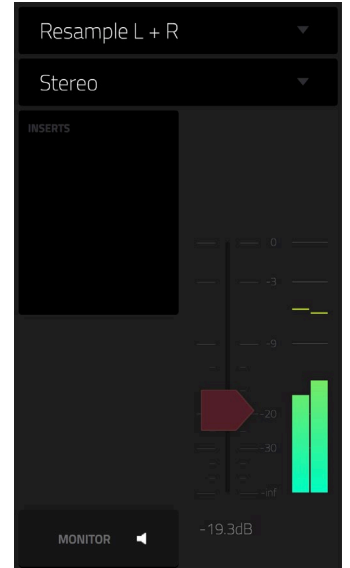 Resample L + R
Stereo
INSERTS
0
-3
-9
-20
-30
-inf
MONITOR
-19.3dB